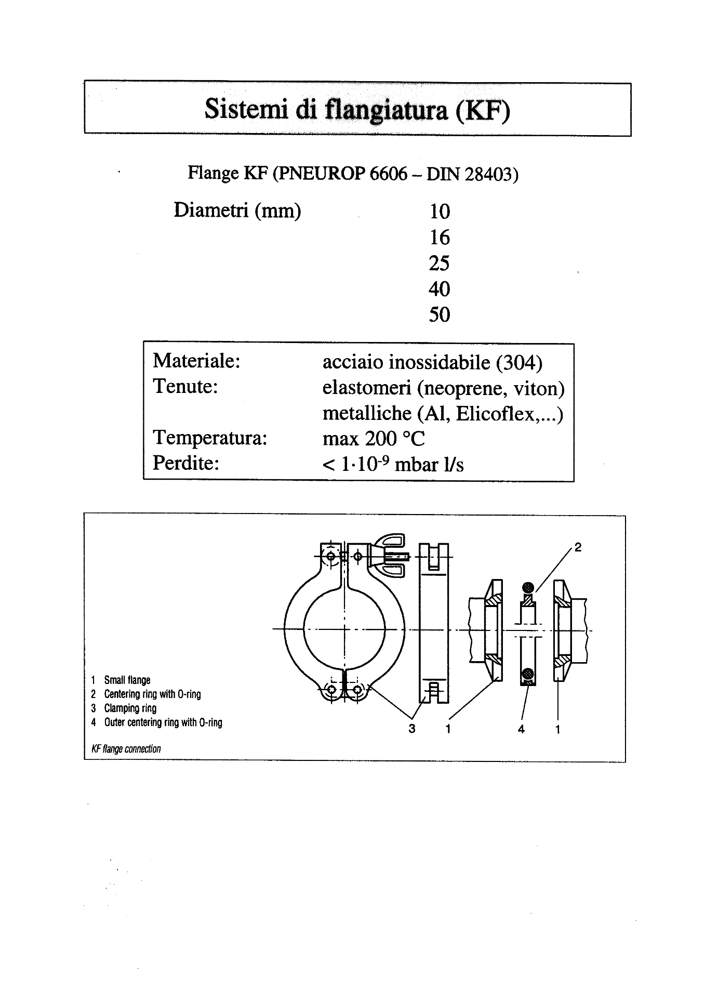 Sistemi di flangiatura (KF)
Flange KF (PNEUROP 6606 – DIN 28403)
Diametri (mm) 10
16
25
40
50
Materiale: acciaio inossidabile (304)
Tenute: elastomeri (neoprene, viton)
metalliche (Al, Elicoflex,...)
Temperatura: max 200 °C
Perdite: < 1·10⁻⁹ mbar l/s
2
1 Small flange
2 Centering ring with O-ring
3 Clamping ring
4 Outer centering ring with O-ring
3 1 4 1
KF flange connection